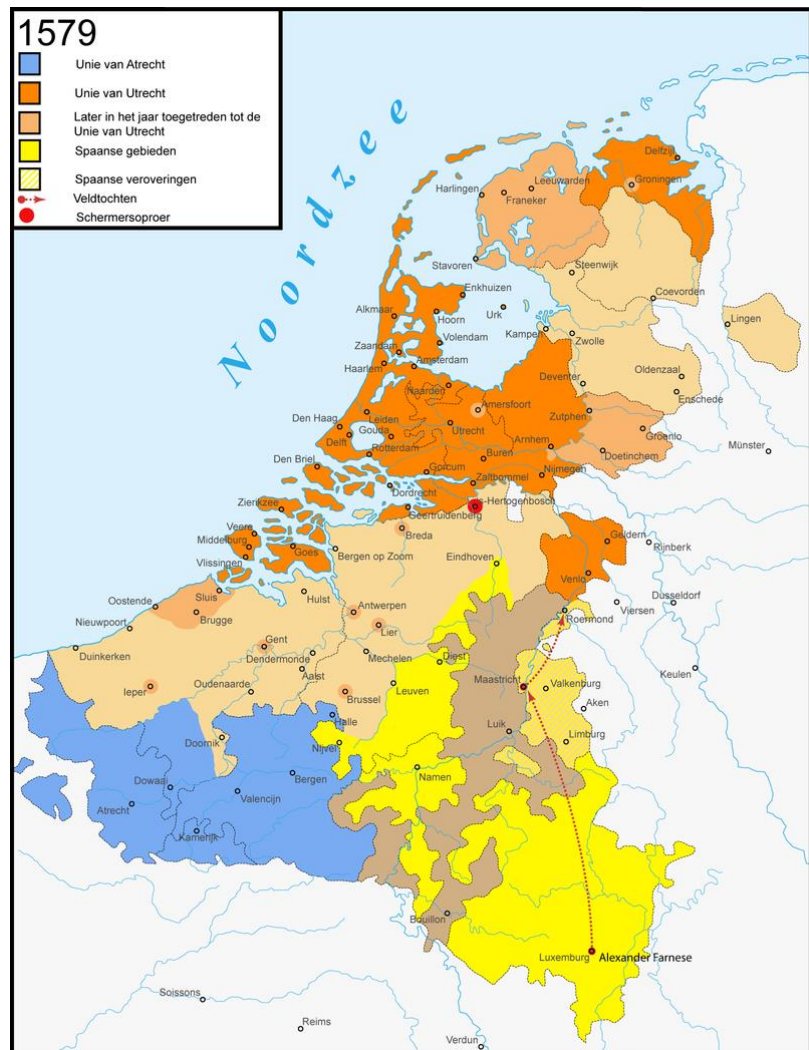 1579
Unie van Atrecht
Unie van Utrecht
Later in het jaar toegetreden tot de
Unie van Utrecht
Spaanse gebieden
Spaanse veroveringen
Veldtochten
Schermersoproer
Noordzee
Delfzijl
Groningen
Leeuwarden
Harlingen
Franeker
Stavoren
Steenwijk
Coevorden
Enkhuizen
Urk
Hoorn
Alkmaar
Lingen
Kampen
Zwolle
Volendam
Zaandam
Amsterdam
Haarlem
Oldenzaal
Deventer
Naarden
Enschede
Amersfoort
Zutphen
Leiden
Den Haag
Gouda
Utrecht
Groenlo
Delft
Arnhem
Münster
Rotterdam
Doetinchem
Buren
Den Briel
Gorcum
Nijmegen
Zaltbommel
Dordrecht
s-Hertogenbosch
Zienkzee
Geertruidenberg
Breda
Veere
Middelburg
Goes
Geldern
Rijnberk
Bergen op Zoom
Eindhoven
Vlissingen
Venlo
Sluis
Hulst
Dusseldorf
Oostende
Antwerpen
Viersen
Brugge
Roermond
Nieuwpoort
Lier
Gent
Duinkerken
Mechelen
Dendermonde
Diest
Keulen
Aalst
Maastricht
Valkenburg
Ieper
Oudenaarde
Brussel
Leuven
Aken
Halle
Luik
Doornik
Nijvel
Limburg
Namen
Bergen
Dowaai
Valencijn
Atrecht
Kamerijk
Bouillon
Luxemburg
Alexander Farnese
Soissons
Reims
Verdun